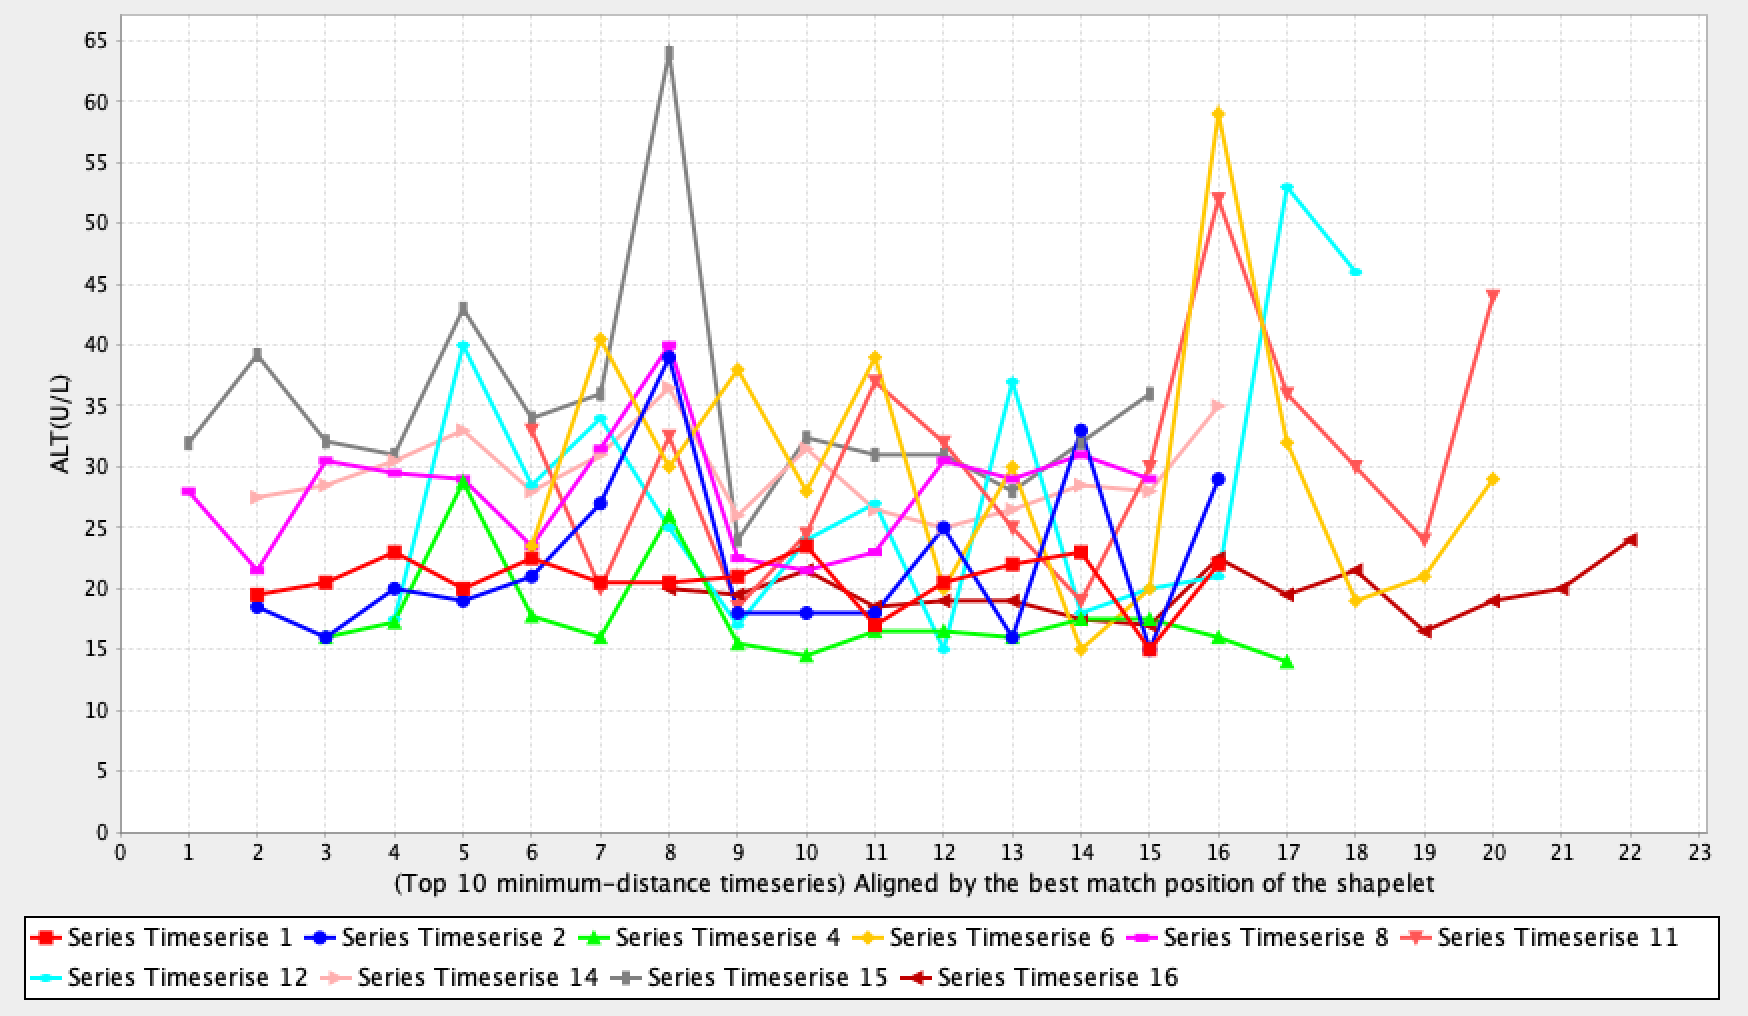 65
60
55
50
45
40
35
30
25
20
15
10
5
0
ALT(U/L)
0 1 2 3 4 5 6 7 8 9 10 11 12 13 14 15 16 17 18 19 20 21 22 23
(Top 10 minimum-distance timeseries) Aligned by the best match position of the shapelet
Series Timeserise 1 Series Timeserise 2 Series Timeserise 4 Series Timeserise 6 Series Timeserise 8 Series Timeserise 11
Series Timeserise 12 Series Timeserise 14 Series Timeserise 15 Series Timeserise 16